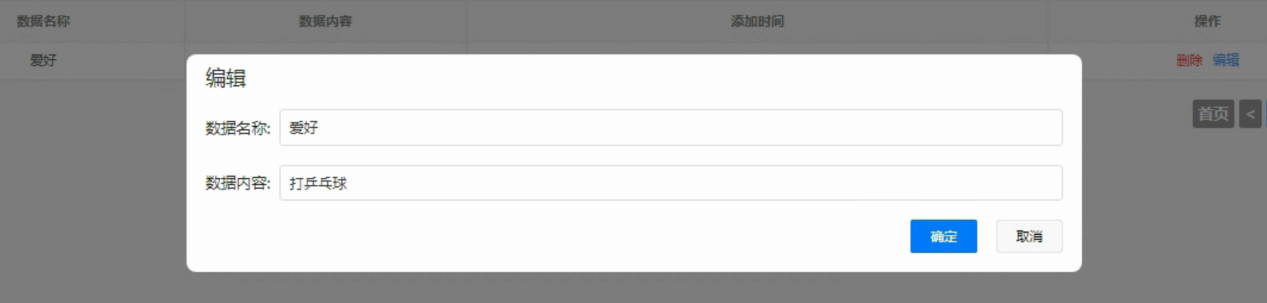 数据名称 数据内容 添加时间 操作
爱好 删除 编辑
编辑
数据名称: 爱好
首页 <
数据内容: 打乒乓球
确定 取消